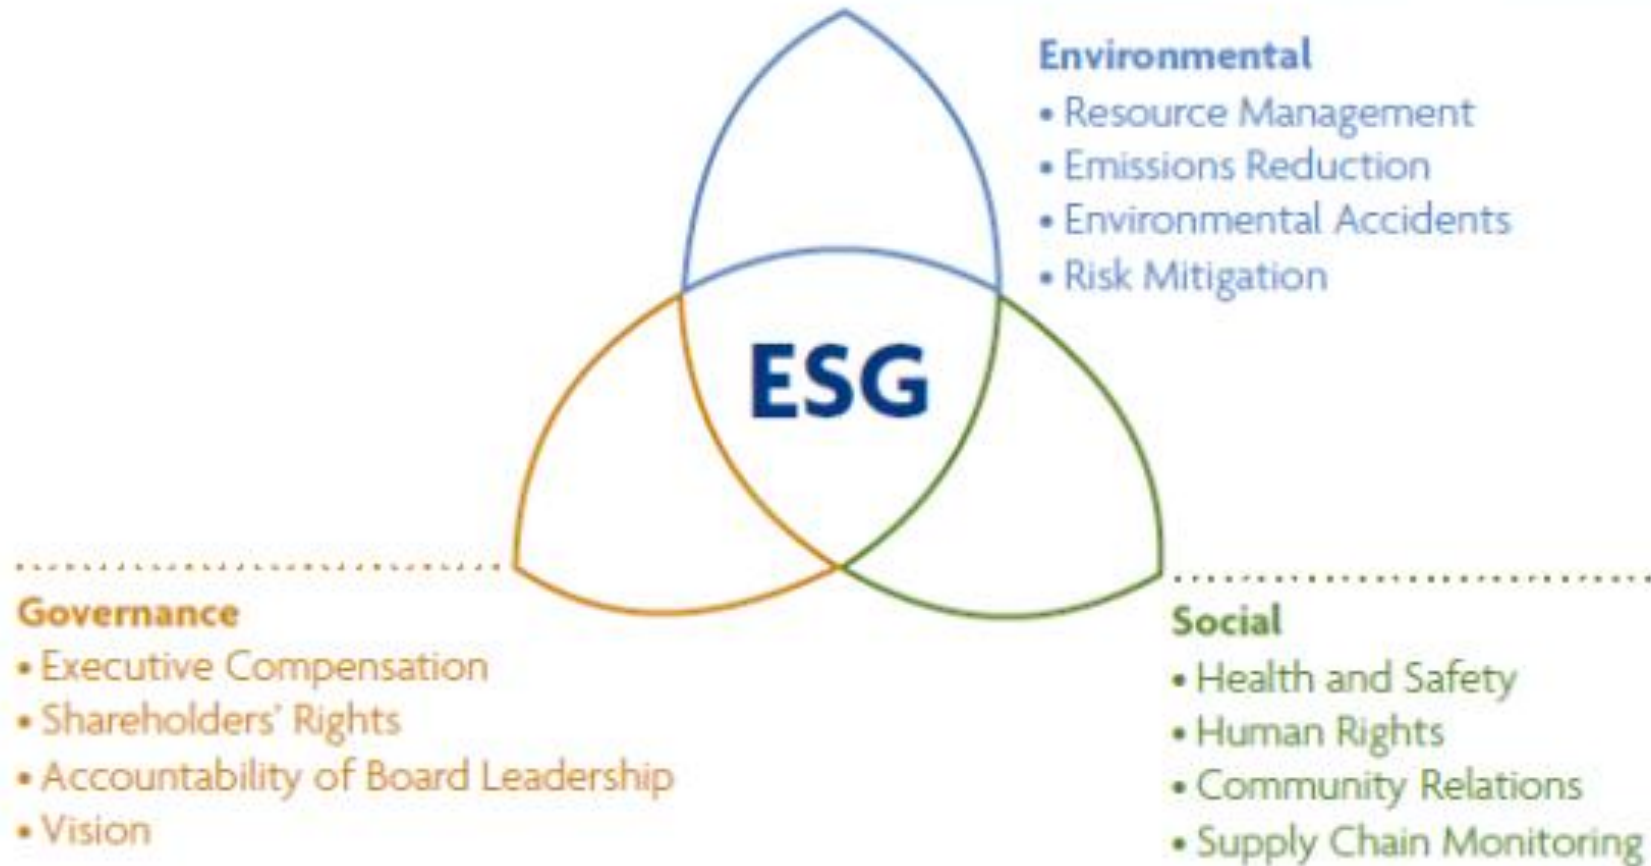 Environmental
• Resource Management
• Emissions Reduction
• Environmental Accidents
• Risk Mitigation
ESG
Governance
• Executive Compensation
• Shareholders’ Rights
• Accountability of Board Leadership
• Vision
Social
• Health and Safety
• Human Rights
• Community Relations
• Supply Chain Monitoring